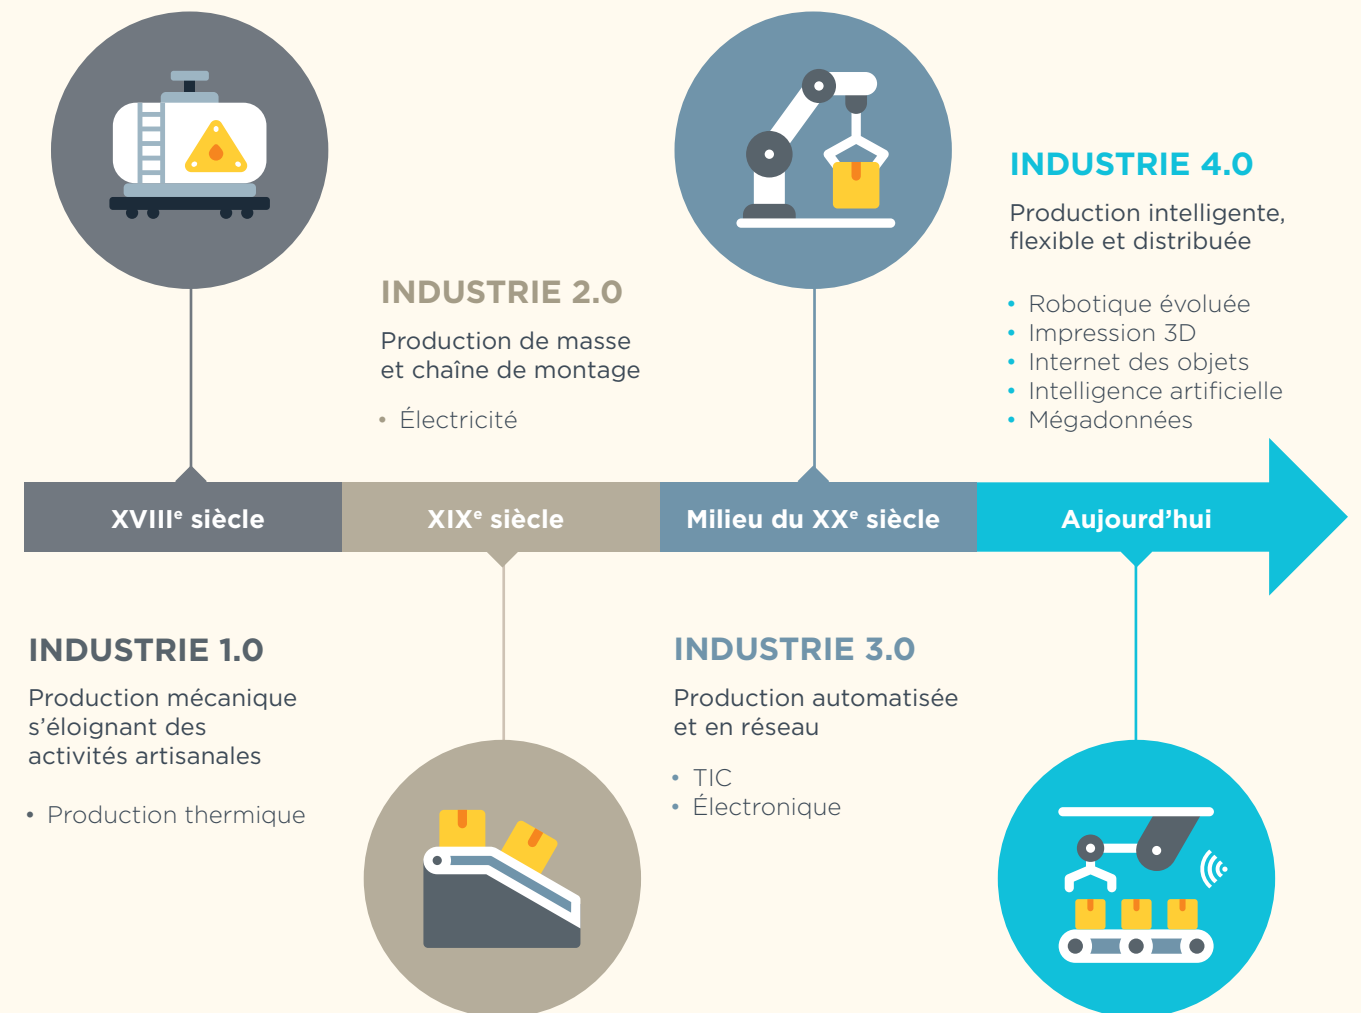 INDUSTRIE 4.0
Production intelligente,
flexible et distribuée
• Robotique évoluée
• Impression 3D
• Internet des objets
• Intelligence artificielle
• Mégadonnées
INDUSTRIE 2.0
Production de masse
et chaîne de montage
• Électricité
XVIIIe siècle
XIXe siècle
Milieu du XXe siècle
Aujourd’hui
INDUSTRIE 1.0
Production mécanique
s’éloignant des
activités artisanales
• Production thermique
INDUSTRIE 3.0
Production automatisée
et en réseau
• TIC
• Électronique